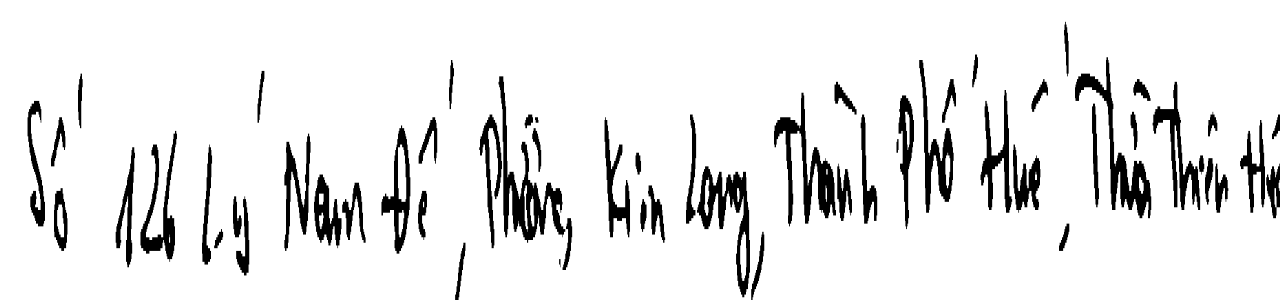 Số 126 Lý Nam Đế, Phường Kim Long, Thành Phố Huế, Thừa Thiên Huế